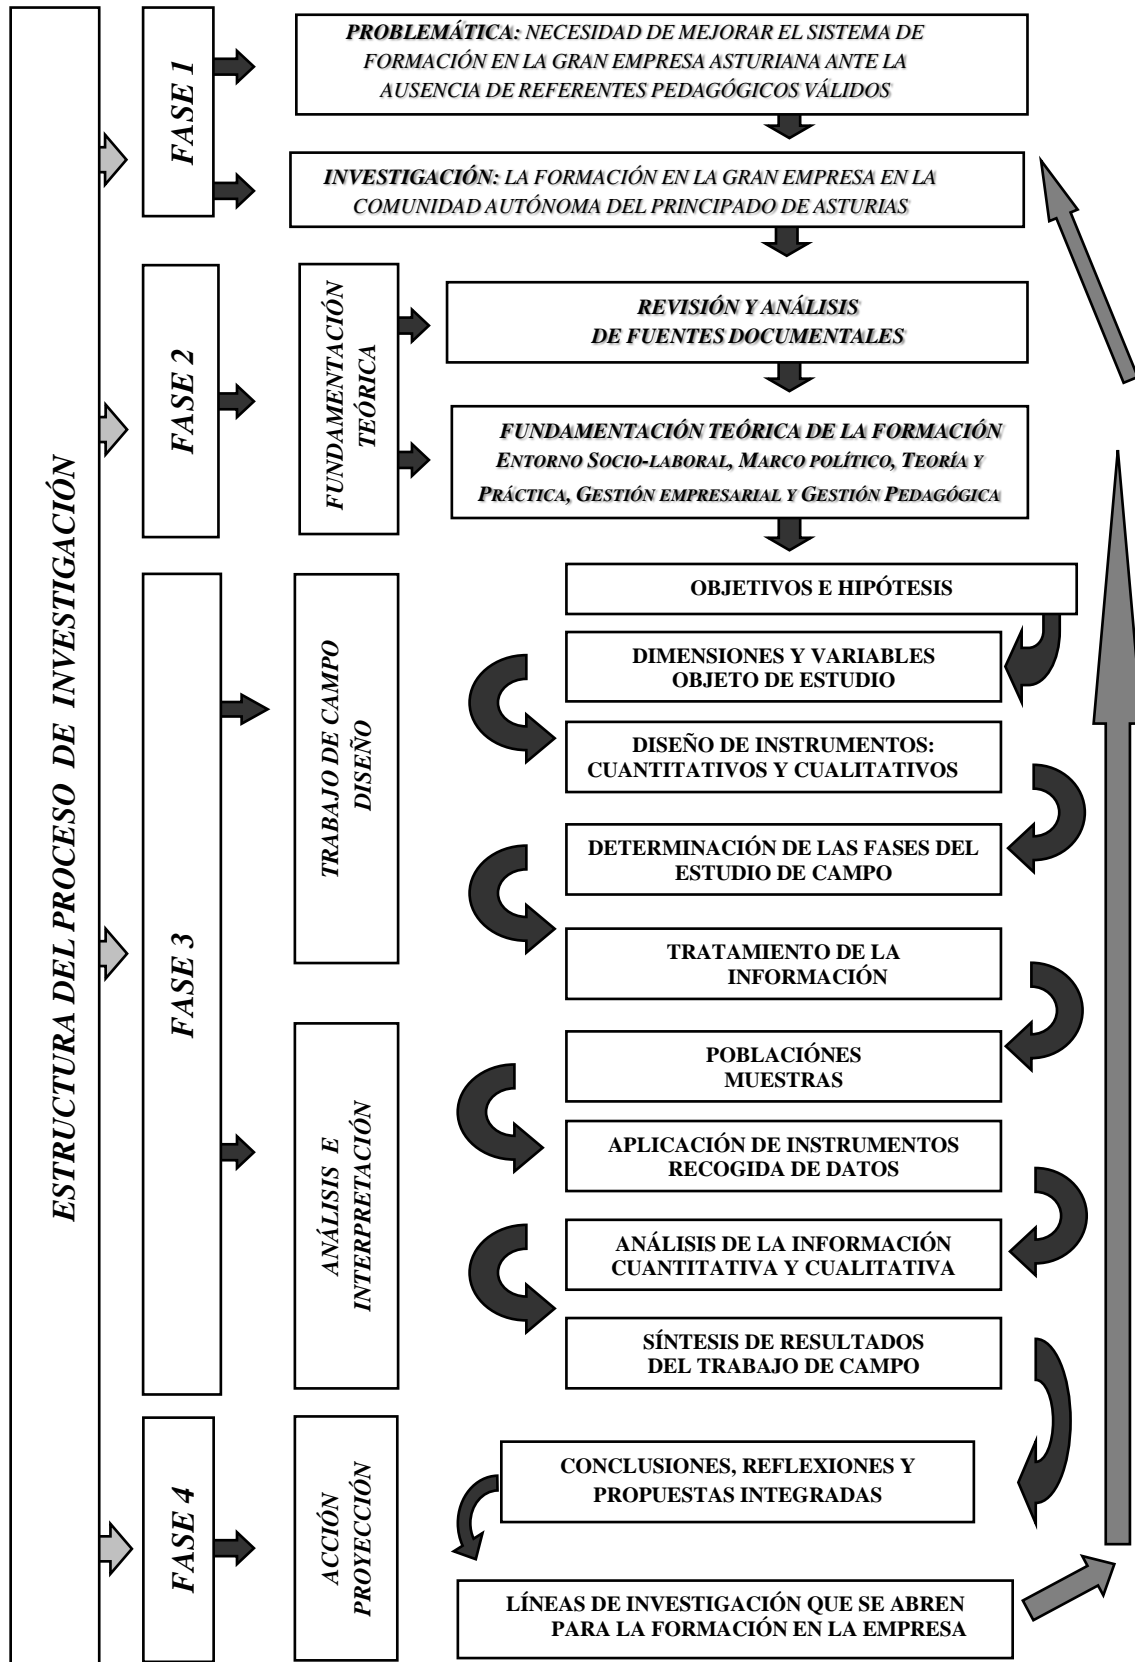 ESTRUCTURA DEL PROCESO DE INVESTIGACIÓN
FASE 1
PROBLEMÁTICA: NECESIDAD DE MEJORAR EL SISTEMA DE
FORMACIÓN EN LA GRAN EMPRESA ASTURIANA ANTE LA
AUSENCIA DE REFERENTES PEDAGÓGICOS VÁLIDOS
INVESTIGACIÓN: LA FORMACIÓN EN LA GRAN EMPRESA EN LA
COMUNIDAD AUTÓNOMA DEL PRINCIPADO DE ASTURIAS
FASE 2
FUNDAMENTACIÓN
TEÓRICA
REVISIÓN Y ANÁLISIS
DE FUENTES DOCUMENTALES
FUNDAMENTACIÓN TEÓRICA DE LA FORMACIÓN
ENTORNO SOCIO-LABORAL, MARCO POLÍTICO, TEORÍA Y
PRÁCTICA, GESTIÓN EMPRESARIAL Y GESTIÓN PEDAGÓGICA
FASE 3
TRABAJO DE CAMPO
DISEÑO
OBJETIVOS E HIPÓTESIS
DIMENSIONES Y VARIABLES
OBJETO DE ESTUDIO
DISEÑO DE INSTRUMENTOS:
CUANTITATIVOS Y CUALITATIVOS
DETERMINACIÓN DE LAS FASES DEL
ESTUDIO DE CAMPO
TRATAMIENTO DE LA
INFORMACIÓN
ANÁLISIS E
INTERPRETACIÓN
POBLACIÓNES
MUESTRAS
APLICACIÓN DE INSTRUMENTOS
RECOGIDA DE DATOS
ANÁLISIS DE LA INFORMACIÓN
CUANTITATIVA Y CUALITATIVA
SÍNTESIS DE RESULTADOS
DEL TRABAJO DE CAMPO
FASE 4
ACCIÓN
PROYECCIÓN
CONCLUSIONES, REFLEXIONES Y
PROPUESTAS INTEGRADAS
LÍNEAS DE INVESTIGACIÓN QUE SE ABREN
PARA LA FORMACIÓN EN LA EMPRESA